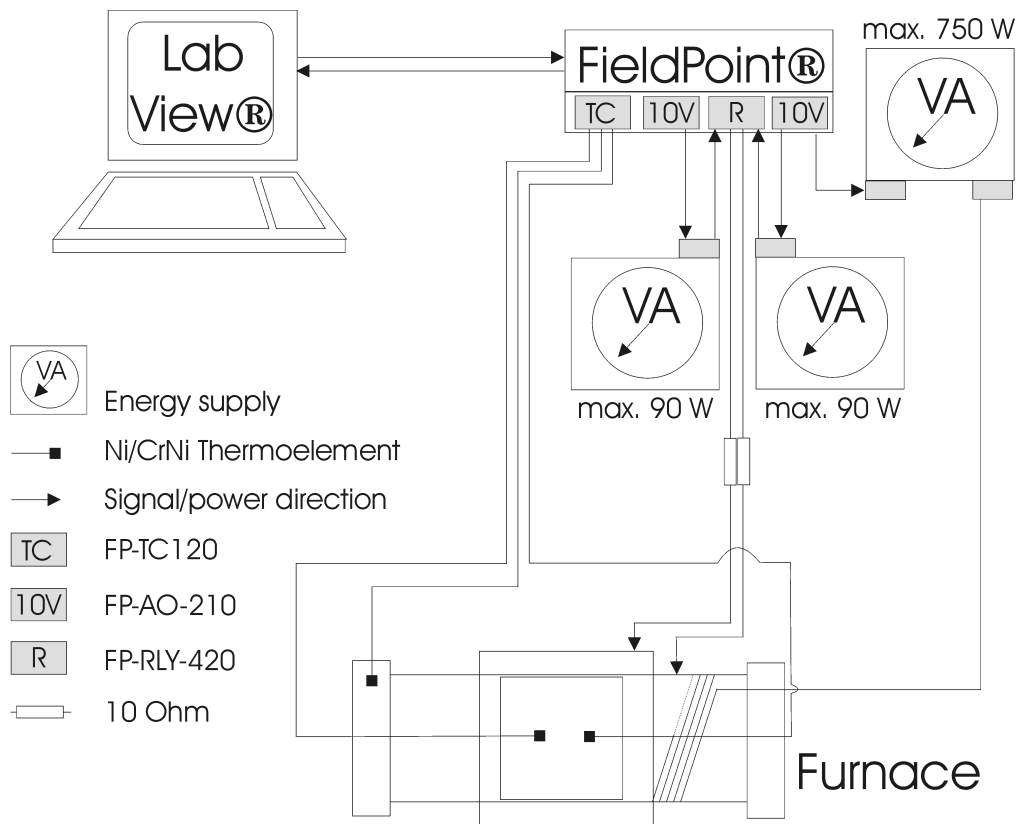 Lab
View®
FieldPoint®
TC 10V R 10V
max. 750 W
VA
VA
VA
max. 90 W
max. 90 W
VA
Energy supply
Ni/CrNi Thermoelement
Signal/power direction
TC FP-TC120
10V FP-AO-210
R FP-RLY-420
10 Ohm
Furnace